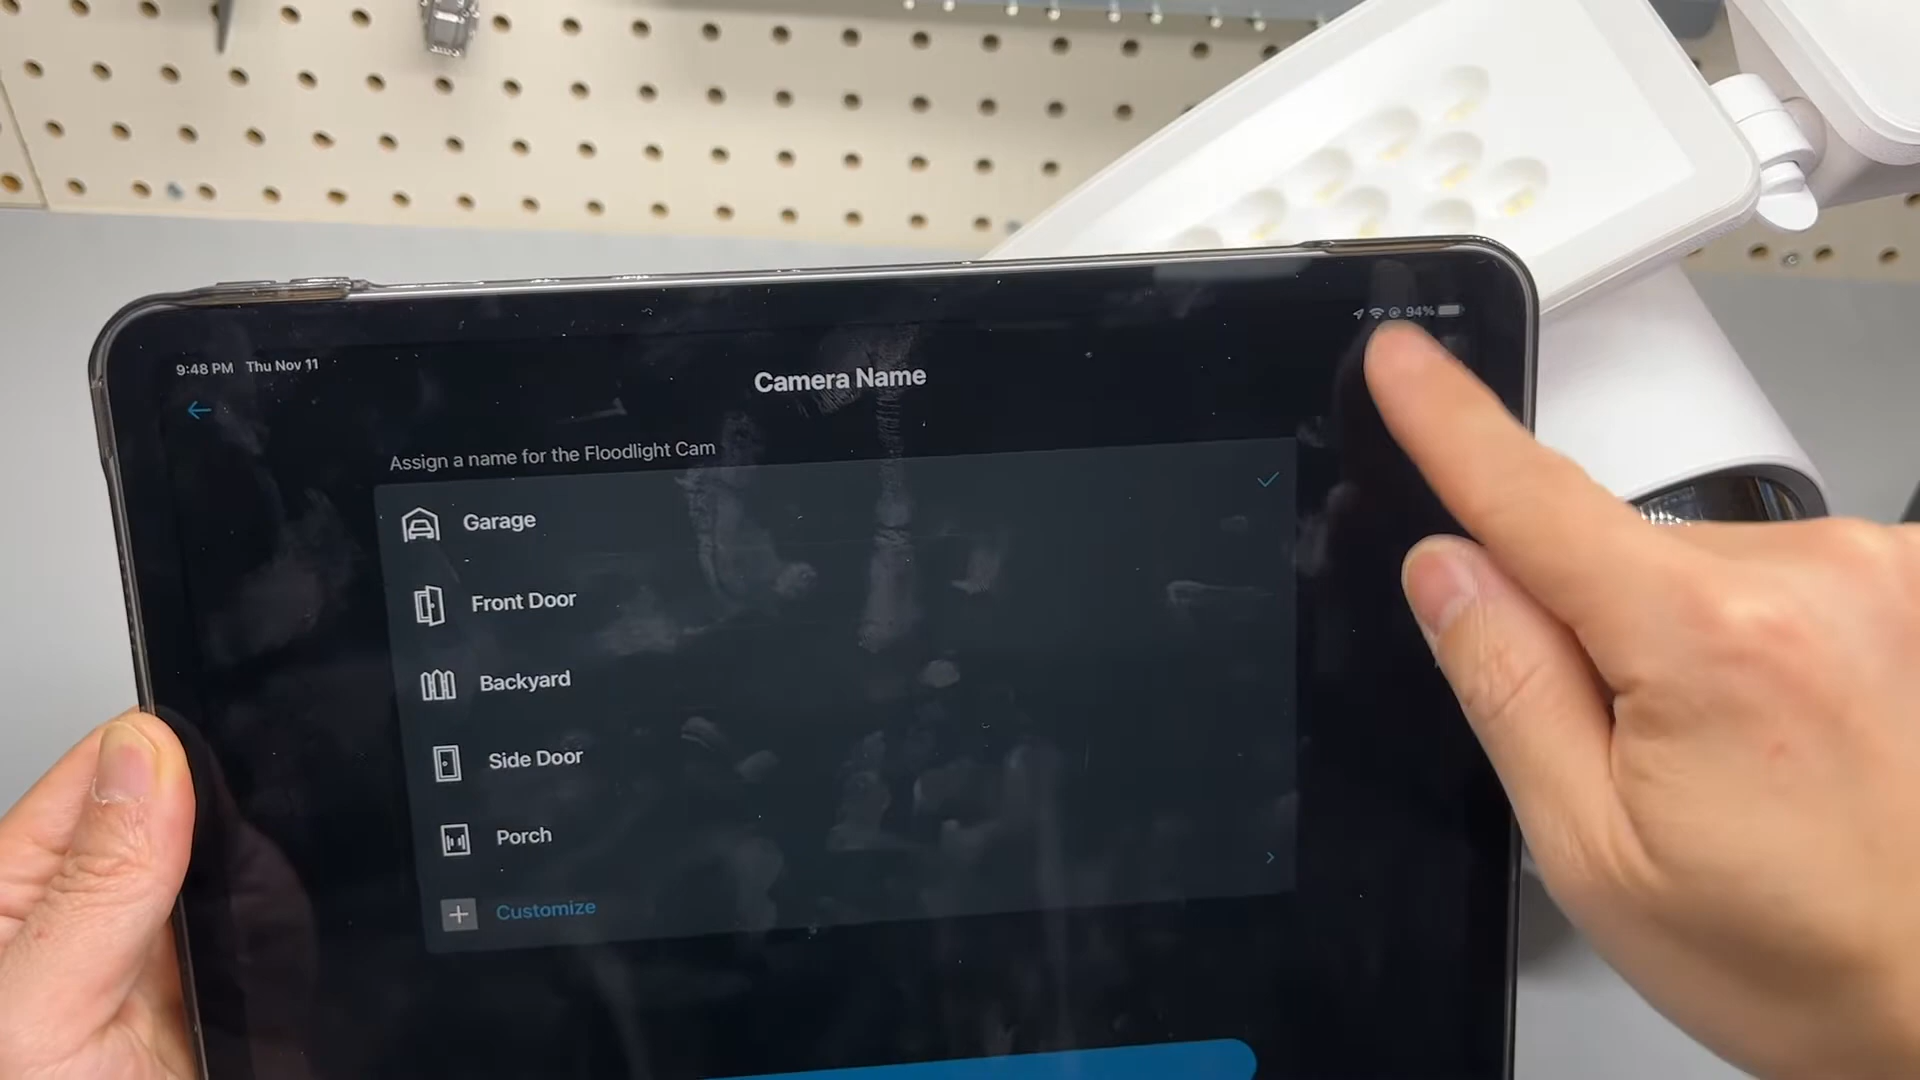 94%
9:48 PM Thu Nov 11
Camera Name
Assign a name for the Floodlight Cam
Garage
Front Door
Backyard
Side Door
Porch
Customize